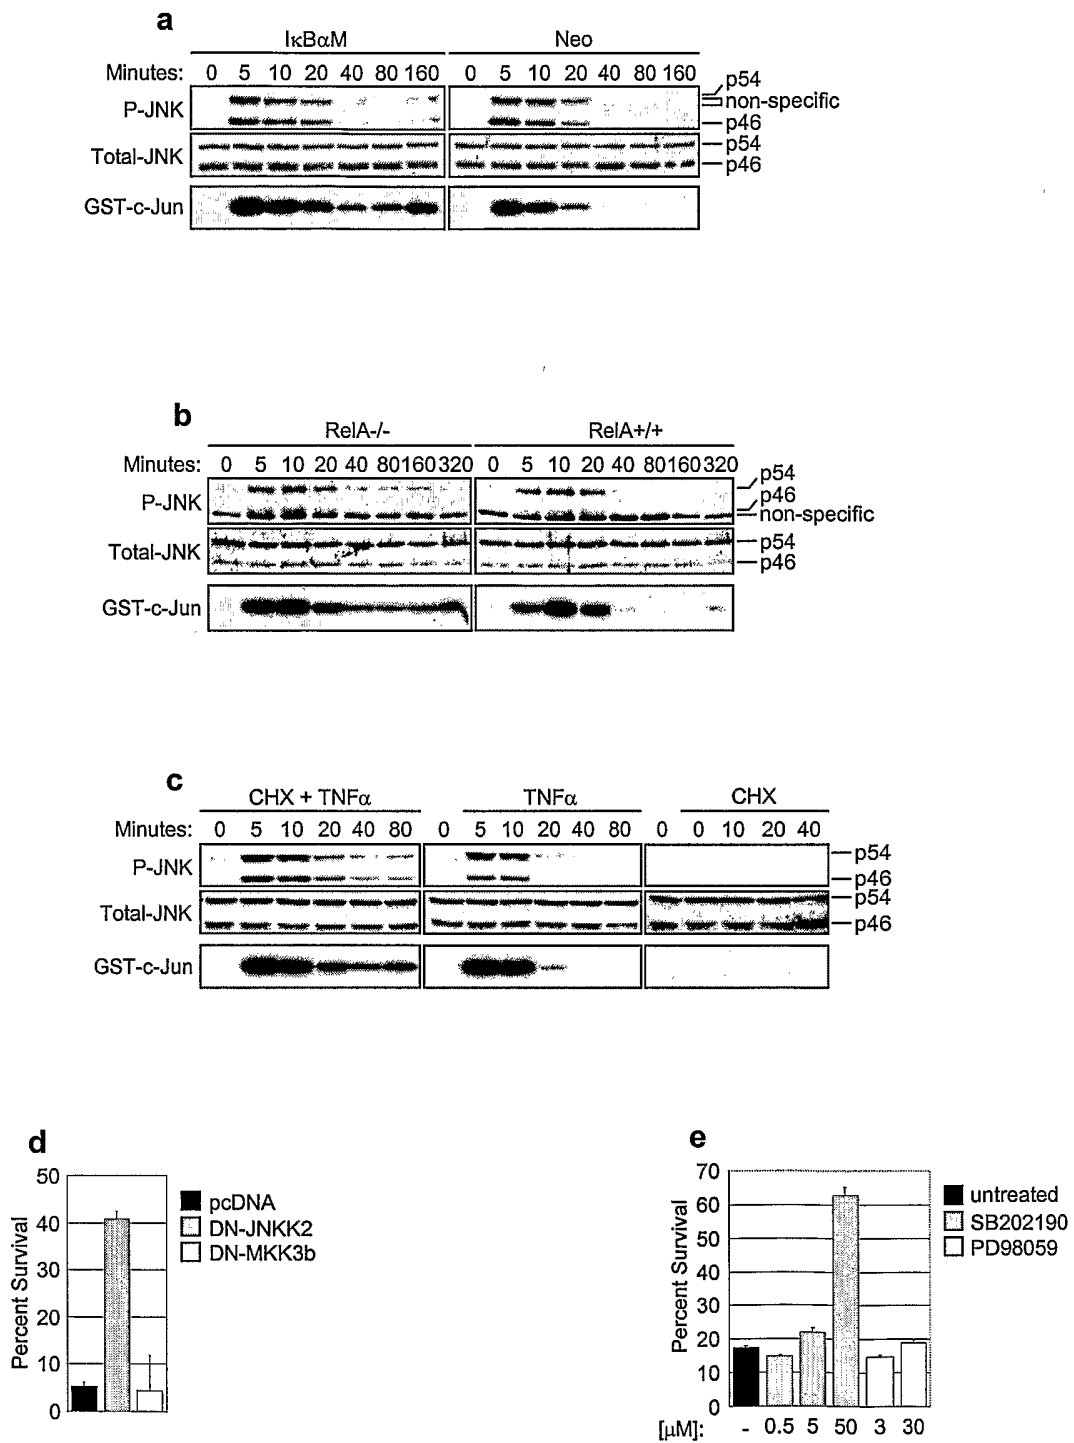 a
IκBαM Neo
Minutes: 0 5 10 20 40 80 160 0 5 10 20 40 80 160
P-JNK p54
non-specific
p46
Total-JNK p54
p46
GST-c-Jun
b
RelA-/- RelA+/+
Minutes: 0 5 10 20 40 80 160 320 0 5 10 20 40 80 160 320
P-JNK p54
p46
non-specific
Total-JNK p54
p46
GST-c-Jun
c
CHX + TNFα TNFα CHX
Minutes: 0 5 10 20 40 80 0 5 10 20 40 80 0 0 10 20 40
P-JNK p54
p46
Total-JNK p54
p46
GST-c-Jun
d
Percent Survival
50
40
30
20
10
0
pcDNA
DN-JNKK2
DN-MKK3b
e
Percent Survival
70
60
50
40
30
20
10
0
[μM]: - 0.5 5 50 3 30
untreated
SB202190
PD98059